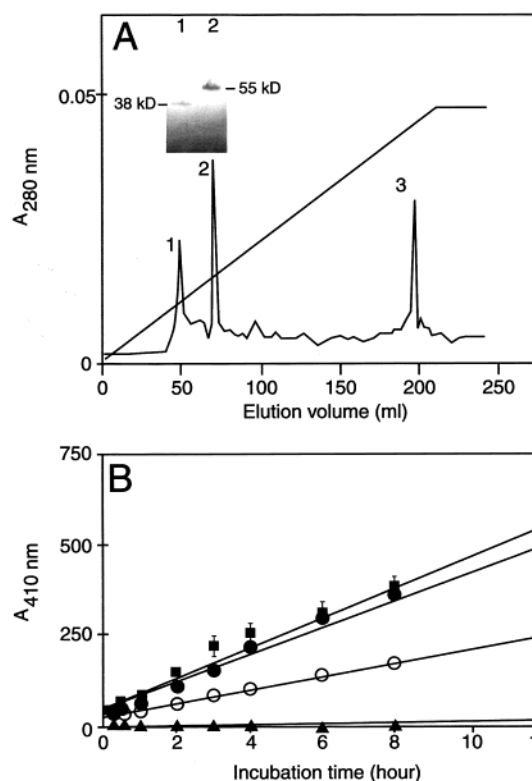 A 1 2
0.05
55 kD
38 kD
2
3
1
A280 nm
0
0 50 100 150 200 250
Elution volume (ml)
750
B
500
A410 nm
250
0
0 2 4 6 8 10
Incubation time (hour)